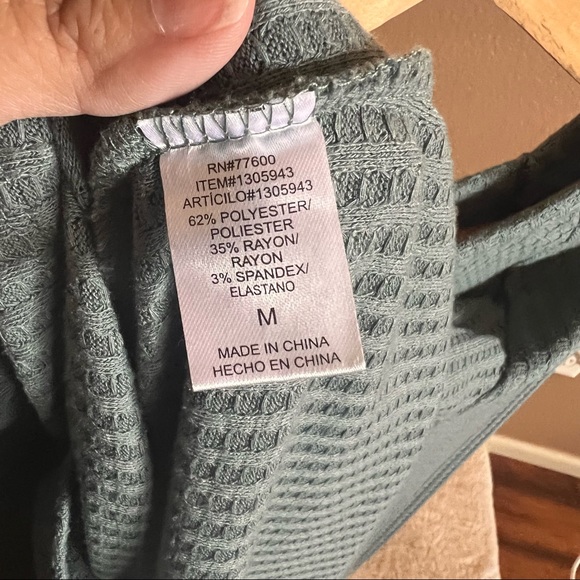 RN#77600
ITEM#1305943
ARTÍCILO#1305943
62% POLYESTER/
POLIESTER
35% RAYON/
RAYON
3% SPANDEX/
ELASTANO
M
MADE IN CHINA
HECHO EN CHINA